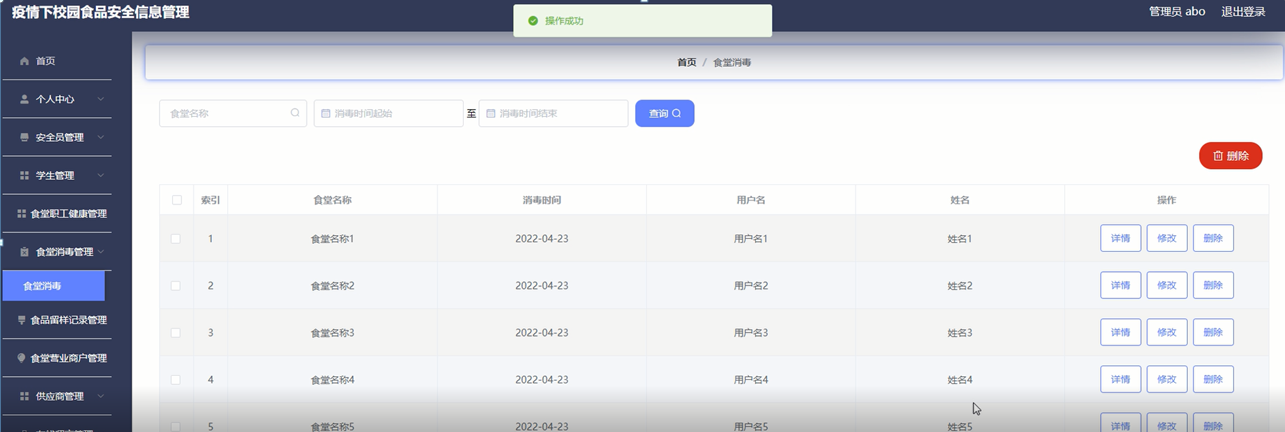 疫情下校园食品安全信息管理
操作成功
管理员 abo 退出登录
首页
个人中心
安全员管理
学生管理
食堂职工健康管理
食堂消毒管理
食堂消毒
食品留样记录管理
食堂营业商户管理
供应商管理
首页 / 食堂消毒
食堂名称 消毒时间起始 至 消毒时间结束 查询
删除
索引 食堂名称 消毒时间 用户名 姓名 操作
1 食堂名称1 2022-04-23 用户名1 姓名1 详情 修改 删除
2 食堂名称2 2022-04-23 用户名2 姓名2 详情 修改 删除
3 食堂名称3 2022-04-23 用户名3 姓名3 详情 修改 删除
4 食堂名称4 2022-04-23 用户名4 姓名4 详情 修改 删除
5 食堂名称5 2022-04-23 用户名5 姓名5 详情 修改 删除